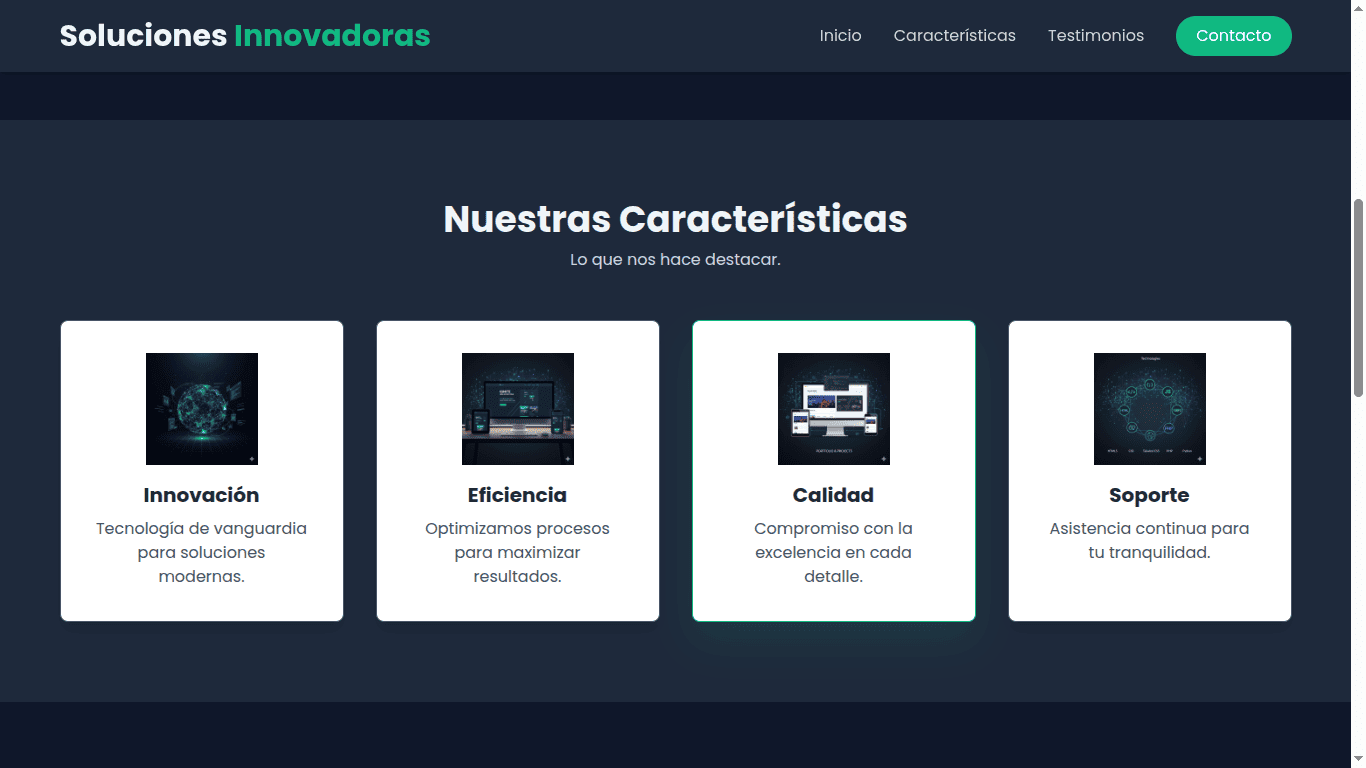 Soluciones Innovadoras
Inicio
Características
Testimonios
Contacto
Nuestras Características
Lo que nos hace destacar.
Innovación
Tecnología de vanguardia
para soluciones
modernas.
Eficiencia
Optimizamos procesos
para maximizar
resultados.
Calidad
Compromiso con la
excelencia en cada
detalle.
Technologies
Soporte
Asistencia continua para
tu tranquilidad.